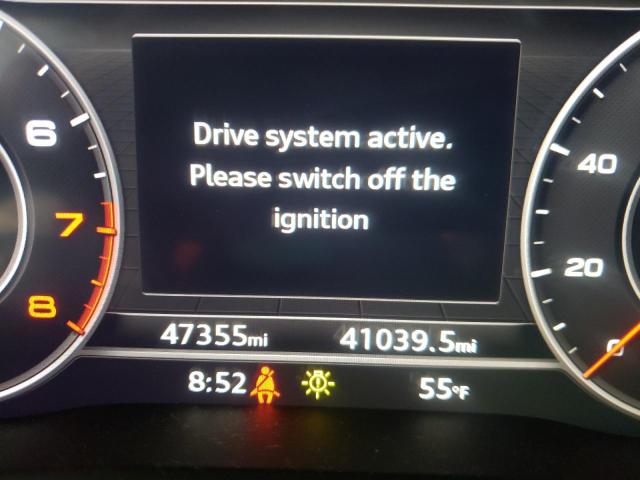 Drive system active.
Please switch off the
ignition
6
7
8
40
20
0
47355mi
41039.5mi
8:52
55°F